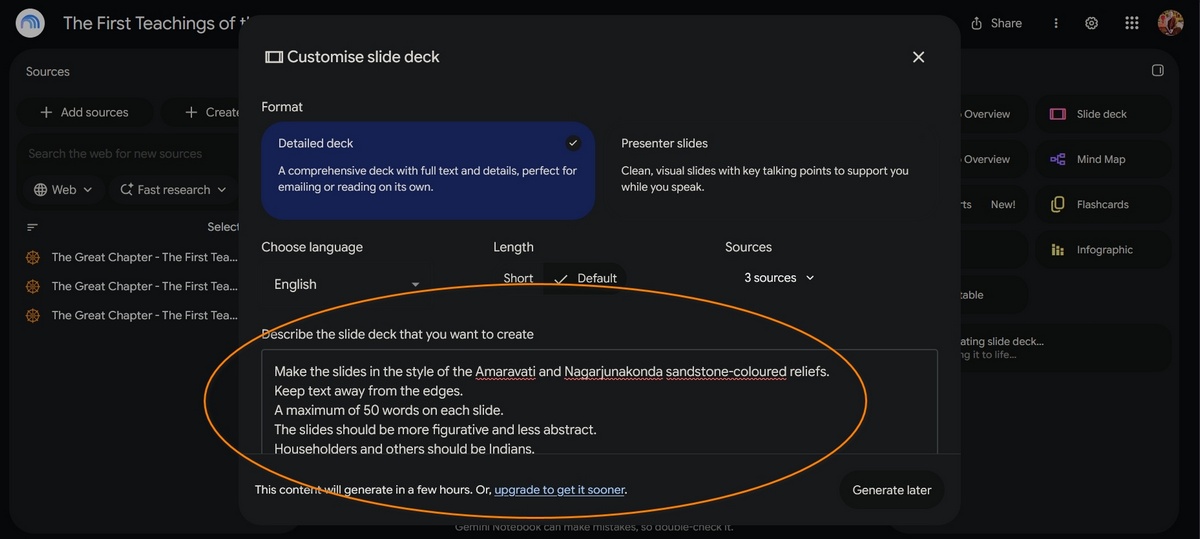 The First Teachings of t
Share
Sources
Add sources
Create
Search the web for new sources
Web
Fast research
Select
The Great Chapter - The First Tea...
The Great Chapter - The First Tea...
The Great Chapter - The First Tea...
Customise slide deck
Format
Detailed deck
A comprehensive deck with full text and details, perfect for
emailing or reading on its own.
Presenter slides
Clean, visual slides with key talking points to support you
while you speak.
Choose language
English
Length
Short
Default
Sources
3 sources
Describe the slide deck that you want to create
Make the slides in the style of the Amaravati and Nagarjunakonda sandstone-coloured reliefs.
Keep text away from the edges.
A maximum of 50 words on each slide.
The slides should be more figurative and less abstract.
Householders and others should be Indians.
This content will generate in a few hours. Or, upgrade to get it sooner.
Generate later
Gemini Notebook can make mistakes, so double-check it.
Overview
Slide deck
Overview
Mind Map
rts New!
Flashcards
Infographic
table
ating slide deck...
ng it to life...